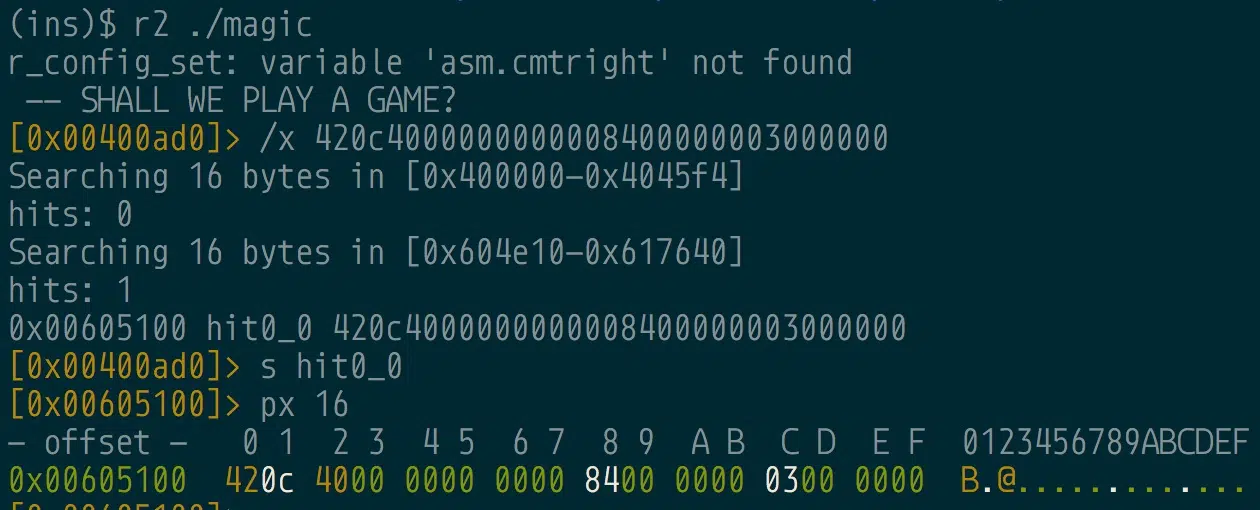 (ins)$ r2 ./magic
r_config_set: variable 'asm.cmtright' not found
-- SHALL WE PLAY A GAME?
[0x00400ad0]> /x 420c4000000000008400000003000000
Searching 16 bytes in [0x400000-0x4045f4]
hits: 0
Searching 16 bytes in [0x604e10-0x617640]
hits: 1
0x00605100 hit0_0 420c4000000000008400000003000000
[0x00400ad0]> s hit0_0
[0x00605100]> px 16
- offset -   0 1  2 3  4 5  6 7  8 9  A B  C D  E F  0123456789ABCDEF
0x00605100  420c 4000 0000 0000 8400 0000 0300 0000  B.@.............